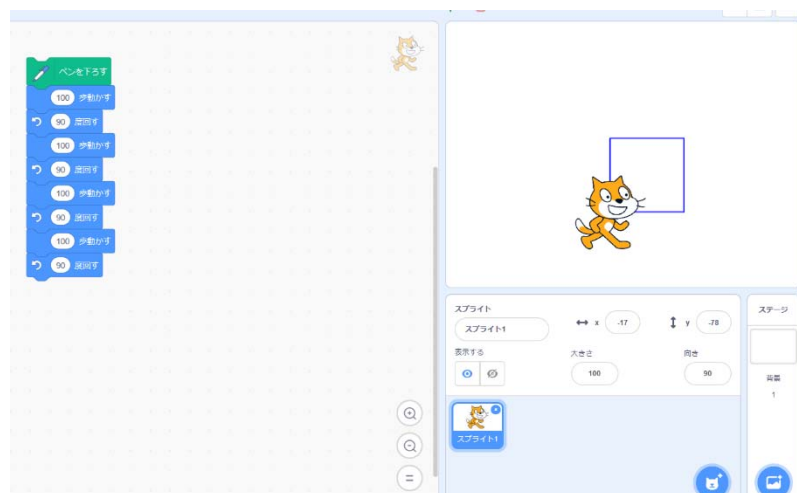 ペンを下ろす
100 歩動かす
90 度回す
100 歩動かす
90 度回す
100 歩動かす
90 度回す
100 歩動かす
90 度回す
スプライト
スプライト1
x -17
y -78
表示する
大きさ
100
向き
90
スプライト1
ステージ
背景
1